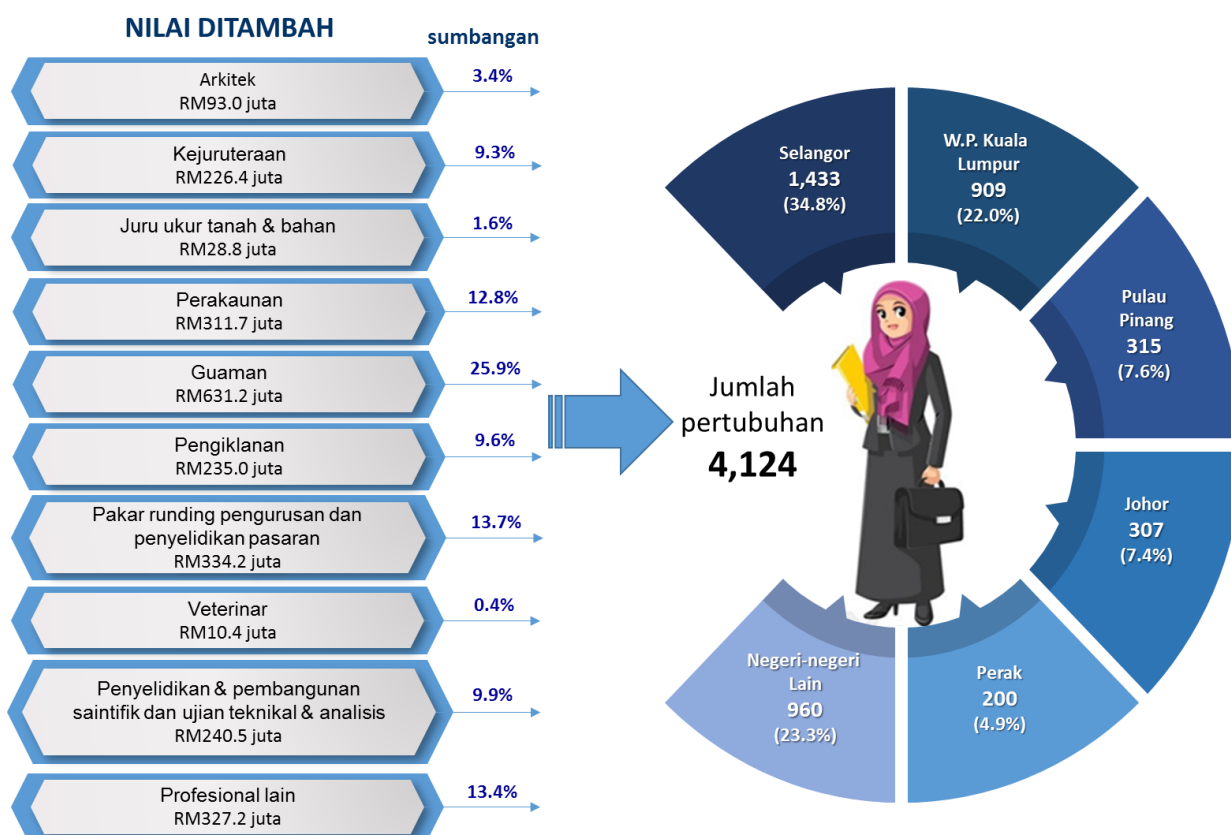 NILAI DITAMBAH
sumbangan
Arkitek
RM93.0 juta
3.4%
Kejuruteraan
RM226.4 juta
9.3%
Juru ukur tanah & bahan
RM28.8 juta
1.6%
Perakaunan
RM311.7 juta
12.8%
Guaman
RM631.2 juta
25.9%
Pengiklanan
RM235.0 juta
9.6%
Pakar runding pengurusan dan
penyelidikan pasaran
RM334.2 juta
13.7%
Veterinar
RM10.4 juta
0.4%
Penyelidikan & pembangunan
saintifik dan ujian teknikal & analisis
RM240.5 juta
9.9%
Profesional lain
RM327.2 juta
13.4%
Jumlah
pertubuhan
4,124
Selangor
1,433
(34.8%)
W.P. Kuala
Lumpur
909
(22.0%)
Pulau
Pinang
315
(7.6%)
Johor
307
(7.4%)
Perak
200
(4.9%)
Negeri-negeri
Lain
960
(23.3%)